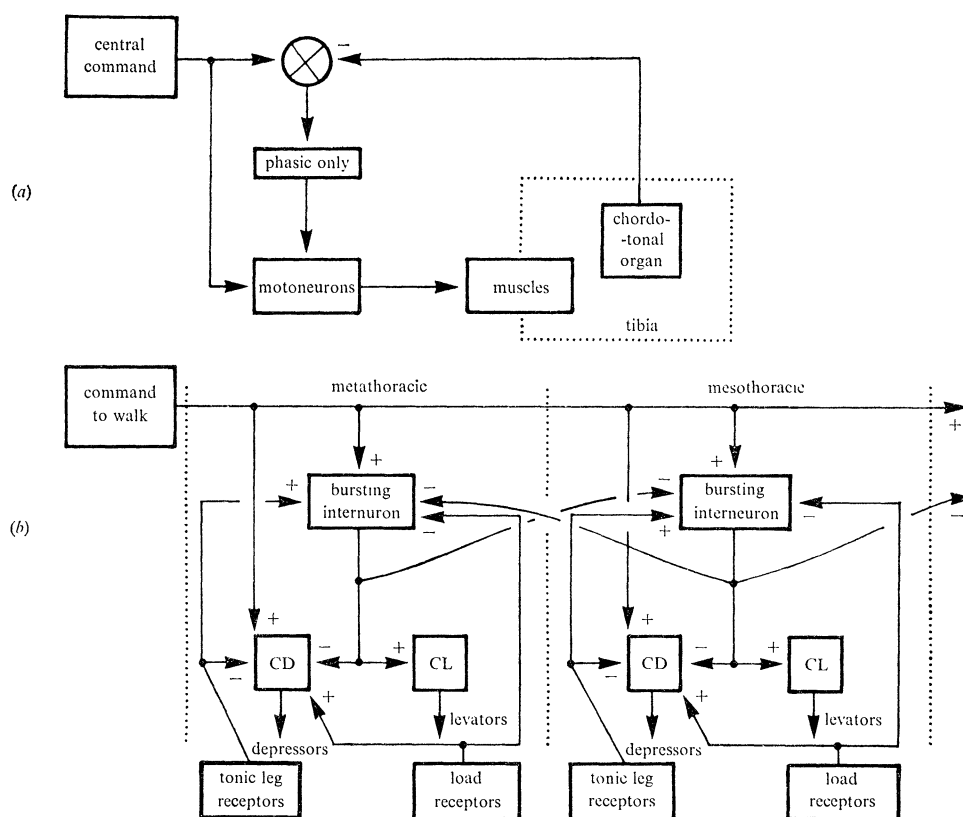 central
command
−
phasic only
(a)
chordo-
-tonal
organ
motoneurons
muscles
tibia
command
to walk
metathoracic
mesothoracic
+
+
+
+
−
bursting
internuron
−
−
bursting
interneuron
+
−
−
(b)
+
−
+
+
−
+
CD
CL
CD
CL
−
+
−
+
levators
levators
depressors
depressors
tonic leg
receptors
load
receptors
tonic leg
receptors
load
receptors